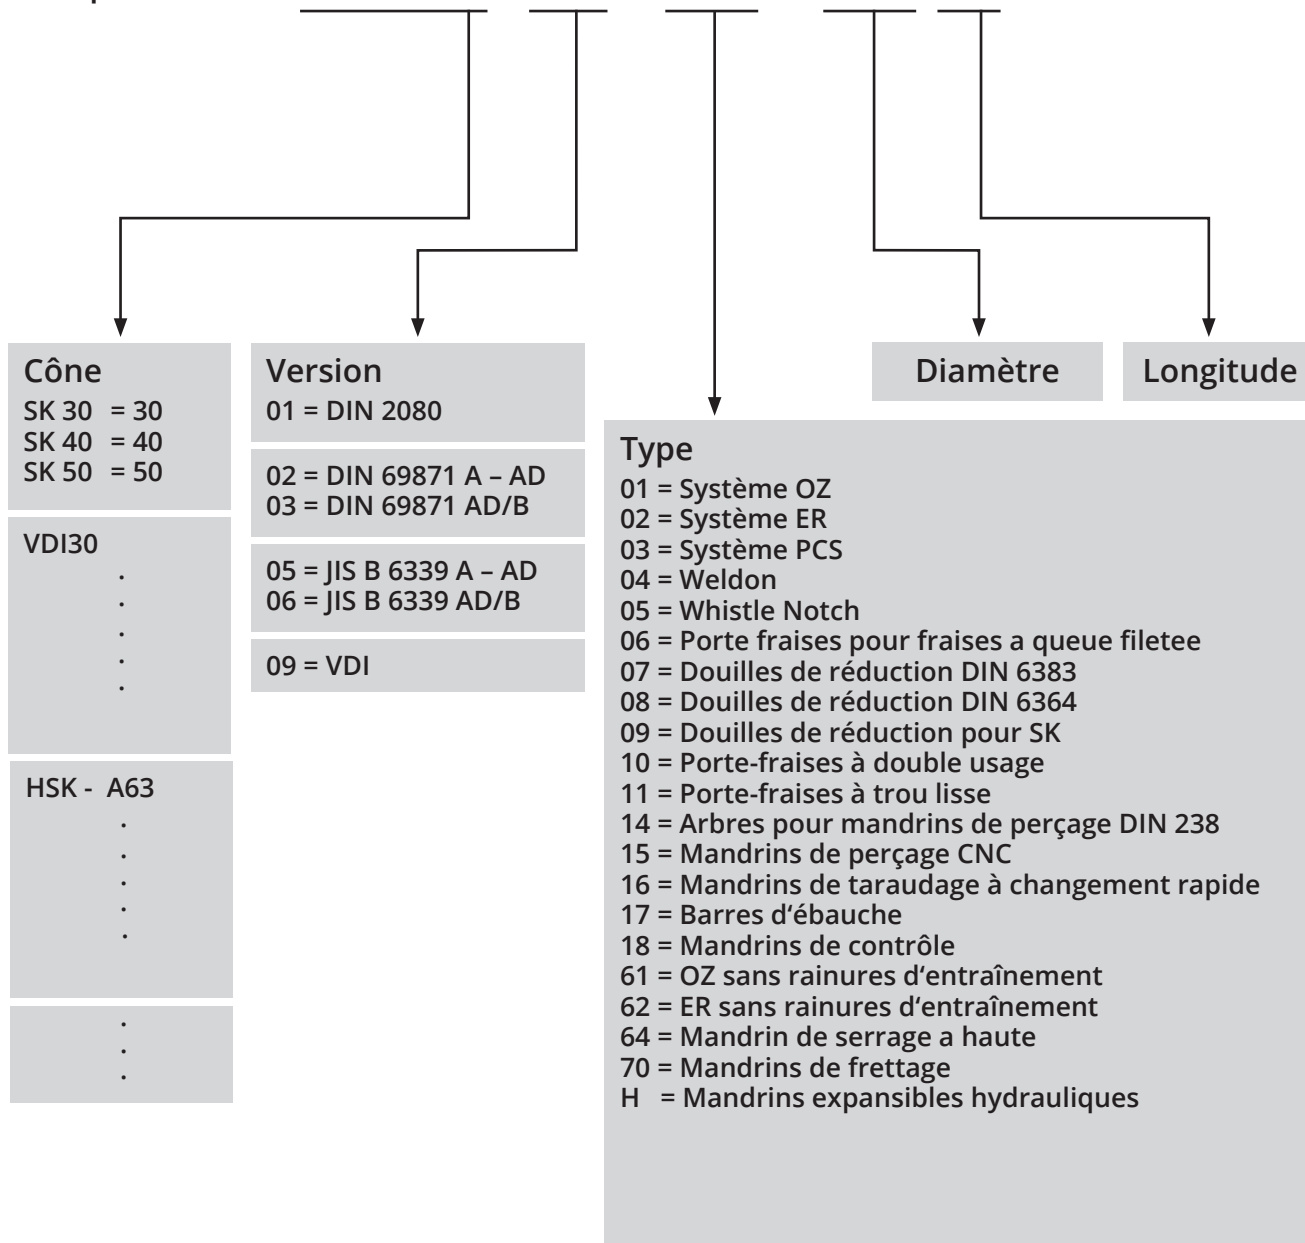 Cône
SK 30 = 30
SK 40 = 40
SK 50 = 50
VDI30
.
.
.
.
.
HSK - A63
.
.
.
.
.
.
.
.
Version
01 = DIN 2080
02 = DIN 69871 A – AD
03 = DIN 69871 AD/B
05 = JIS B 6339 A – AD
06 = JIS B 6339 AD/B
09 = VDI
Type
01 = Système OZ
02 = Système ER
03 = Système PCS
04 = Weldon
05 = Whistle Notch
06 = Porte fraises pour fraises a queue filetee
07 = Douilles de réduction DIN 6383
08 = Douilles de réduction DIN 6364
09 = Douilles de réduction pour SK
10 = Porte-fraises à double usage
11 = Porte-fraises à trou lisse
14 = Arbres pour mandrins de perçage DIN 238
15 = Mandrins de perçage CNC
16 = Mandrins de taraudage à changement rapide
17 = Barres d‘ébauche
18 = Mandrins de contrôle
61 = OZ sans rainures d‘entraînement
62 = ER sans rainures d‘entraînement
64 = Mandrin de serrage a haute
70 = Mandrins de frettage
H = Mandrins expansibles hydrauliques
Diamètre
Longitude